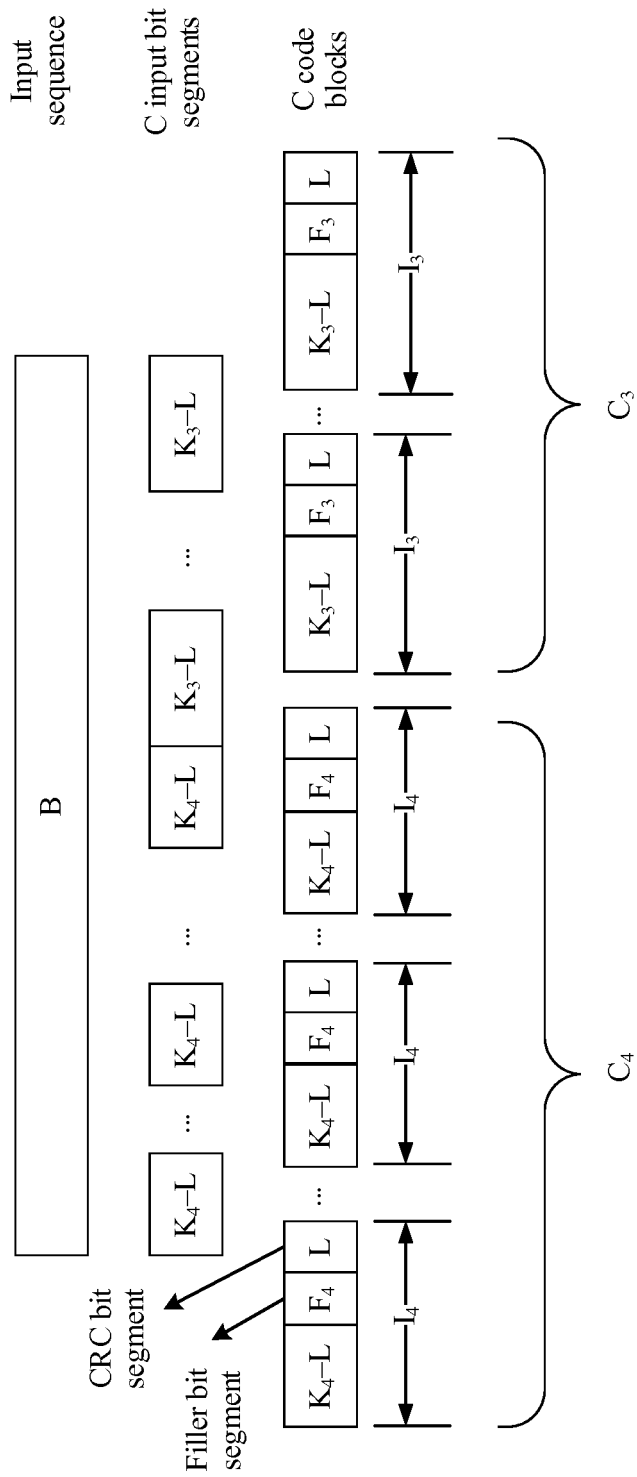 Input
sequence
B
C input bit
segments
K₄–L
...
K₄–L
...
K₄–L
K₃–L
...
K₃–L
CRC bit
segment
Filler bit
segment
C code
blocks
K₄–L F₄ L
...
K₄–L F₄ L
...
K₄–L F₄ L
K₃–L F₃ L
...
K₃–L F₃ L
I₄
I₄
I₄
I₃
I₃
C₄
C₃